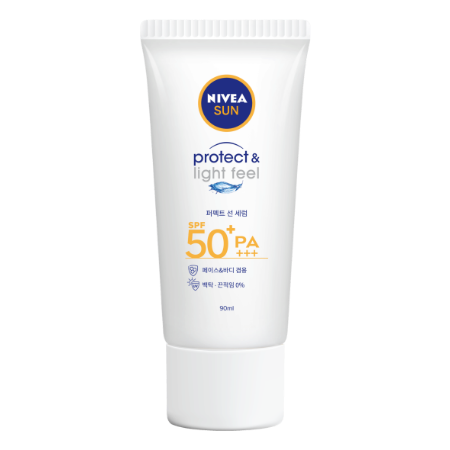 NIVEA
SUN
protect &
light feel
퍼펙트 선 세럼
SPF
50+ PA
+++
페이스&바디 겸용
백탁 · 끈적임 0%
90ml